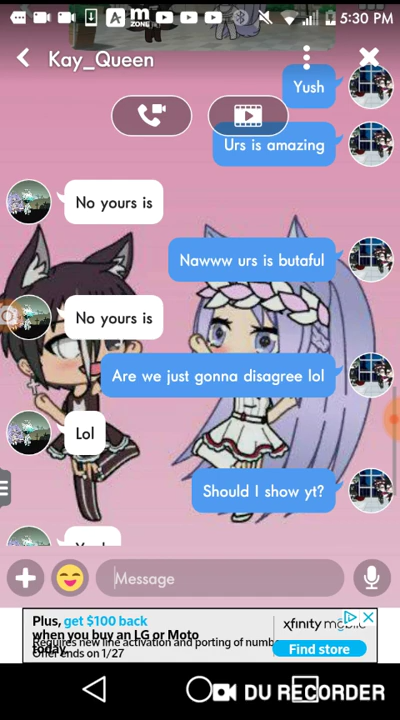 A m ZONE 5:30 PM
Kay_Queen
Yush
Urs is amazing
No yours is
Nawww urs is butaful
No yours is
Are we just gonna disagree lol
Lol
Should I show yt?
Message
Plus, get $100 back
when you buy an LG or Moto
today.
Requires new line activation and porting of numb
Offer ends on 1/27
xfinity mobile
Find store
DU RECORDER